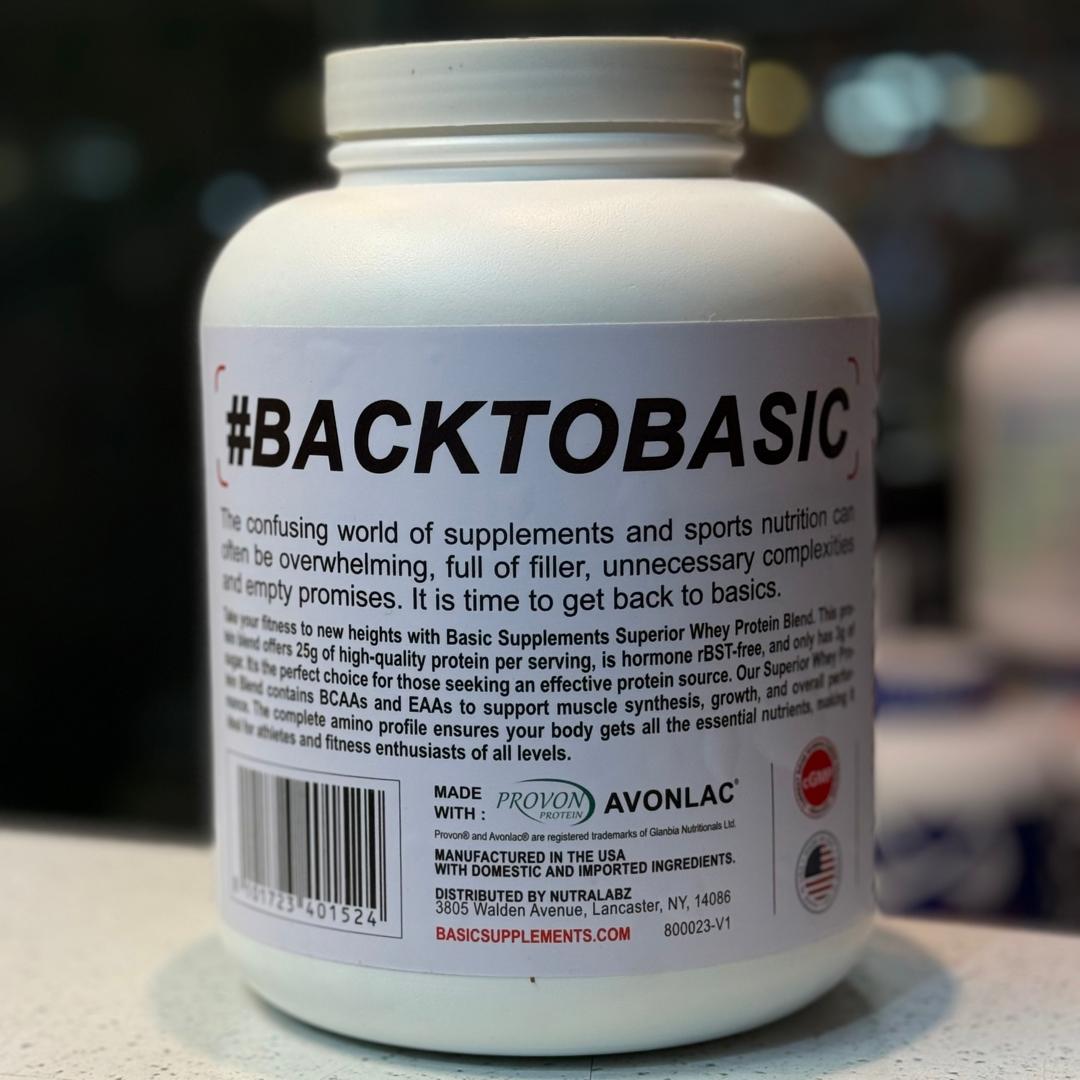 #BACKTOBASIC
The confusing world of supplements and sports nutrition can
often be overwhelming, full of filler, unnecessary complexities
and empty promises. It is time to get back to basics.
Take your fitness to new heights with Basic Supplements Superior Whey Protein Blend. This pro-
tein blend offers 25g of high-quality protein per serving, is hormone rBST-free, and only has 3g of
sugar. It's the perfect choice for those seeking an effective protein source. Our Superior Whey Pro-
tein Blend contains BCAAs and EAAs to support muscle synthesis, growth, and overall perfor-
mance. The complete amino profile ensures your body gets all the essential nutrients, making it
ideal for athletes and fitness enthusiasts of all levels.
MADE
WITH :
PROVON
PROTEIN
AVONLAC®
Provon® and Avonlac® are registered trademarks of Glanbia Nutritionals Ltd.
MANUFACTURED IN THE USA
WITH DOMESTIC AND IMPORTED INGREDIENTS.
DISTRIBUTED BY NUTRALABZ
3805 Walden Avenue, Lancaster, NY, 14086
BASICSUPPLEMENTS.COM
800023-V1
401524
cGMP